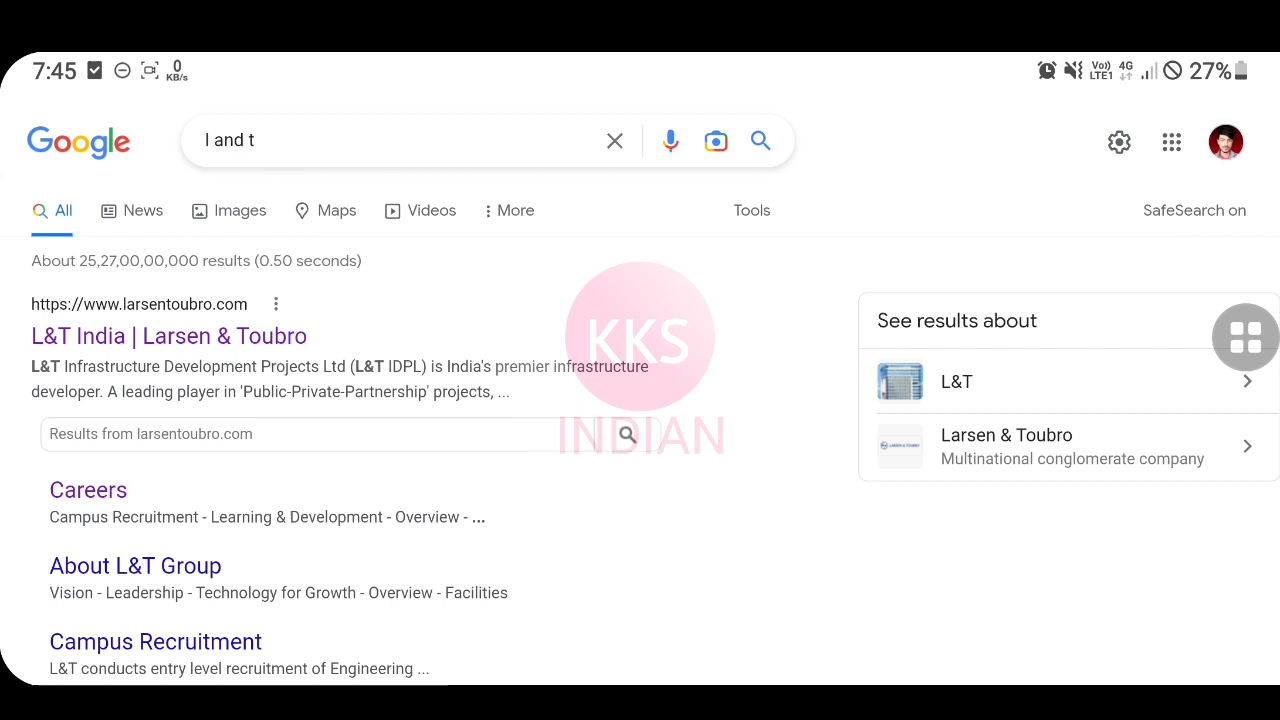 7:45 0 KB/s Vo)) LTE1 4G 27%
Google l and t
All News Images Maps Videos More Tools SafeSearch on
About 25,27,00,00,000 results (0.50 seconds)
https://www.larsentoubro.com
L&T India | Larsen & Toubro
L&T Infrastructure Development Projects Ltd (L&T IDPL) is India's premier infrastructure
developer. A leading player in 'Public-Private-Partnership' projects, ...
Results from larsentoubro.com
Careers
Campus Recruitment - Learning & Development - Overview - ...
About L&T Group
Vision - Leadership - Technology for Growth - Overview - Facilities
Campus Recruitment
L&T conducts entry level recruitment of Engineering ...
See results about
L&T
Larsen & Toubro
Multinational conglomerate company
KKS
INDIAN